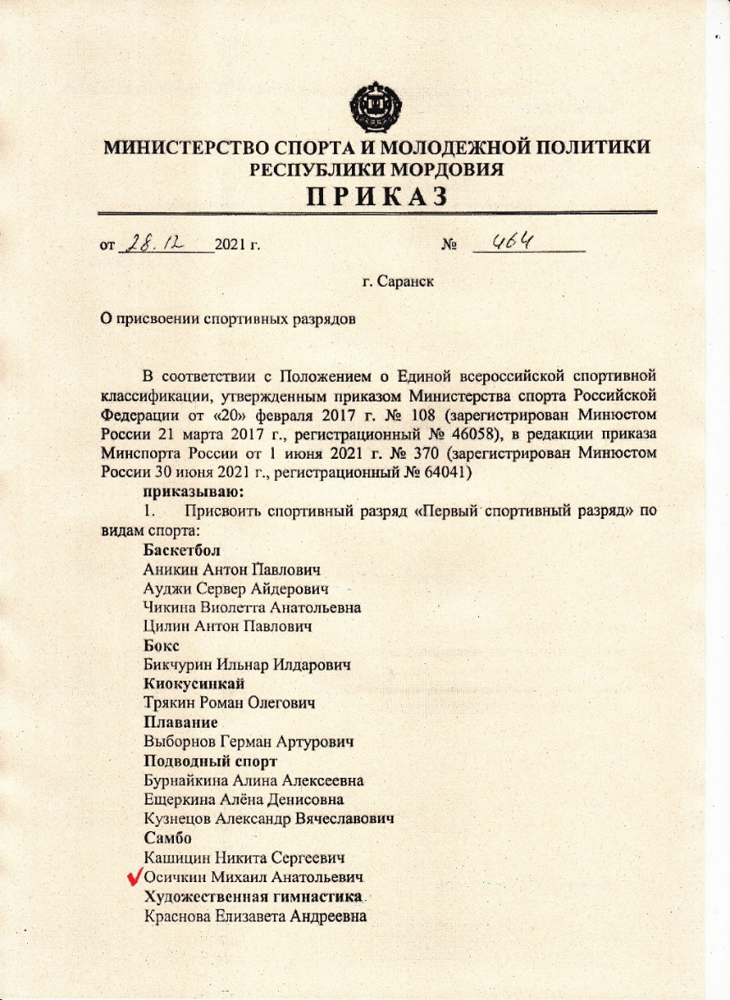 МИНИСТЕРСТВО СПОРТА И МОЛОДЕЖНОЙ ПОЛИТИКИ
РЕСПУБЛИКИ МОРДОВИЯ
ПРИКАЗ
от 28.12 2021 г. № 464
г. Саранск
О присвоении спортивных разрядов
В соответствии с Положением о Единой всероссийской спортивной
классификации, утвержденным приказом Министерства спорта Российской
Федерации от «20» февраля 2017 г. № 108 (зарегистрирован Минюстом
России 21 марта 2017 г., регистрационный № 46058), в редакции приказа
Минспорта России от 1 июня 2021 г. № 370 (зарегистрирован Минюстом
России 30 июня 2021 г., регистрационный № 64041)
приказываю:
1. Присвоить спортивный разряд «Первый спортивный разряд» по
видам спорта:
Баскетбол
Аникин Антон Павлович
Ауджи Сервер Айдерович
Чикина Виолетта Анатольевна
Цилин Антон Павлович
Бокс
Бикчурин Ильнар Илдарович
Киокусинкай
Трякин Роман Олегович
Плавание
Выборнов Герман Артурович
Подводный спорт
Бурнайкина Алина Алексеевна
Ещеркина Алёна Денисовна
Кузнецов Александр Вячеславович
Самбо
Кашицин Никита Сергеевич
Осичкин Михаил Анатольевич
Художественная гимнастика
Краснова Елизавета Андреевна